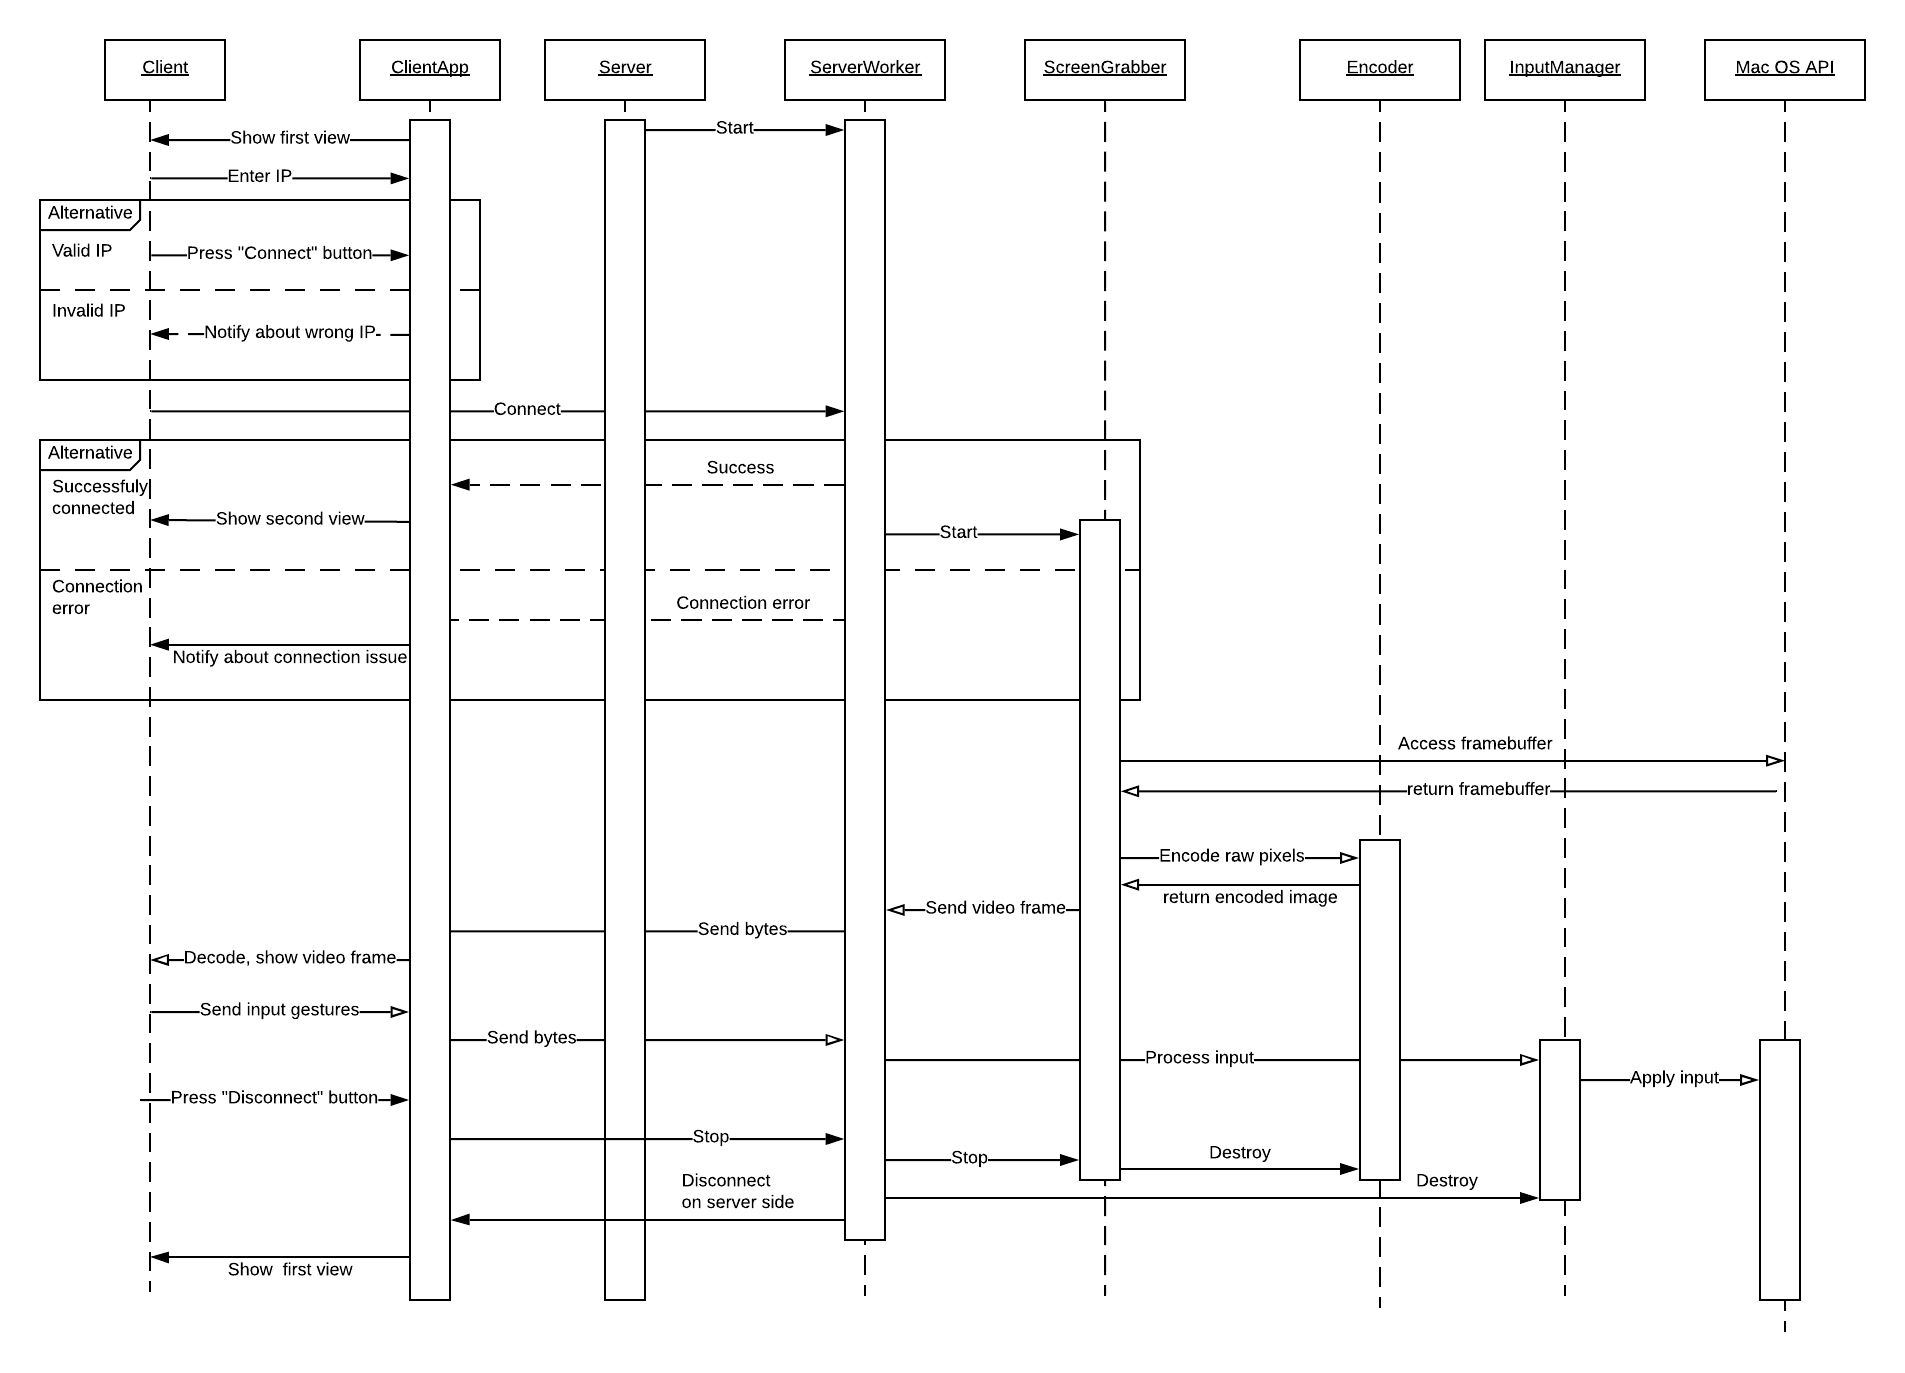 Client
ClientApp
Server
ServerWorker
ScreenGrabber
Encoder
InputManager
Mac OS API
Start
Show first view
Enter IP
Alternative
Valid IP
Press "Connect" button
Invalid IP
Notify about wrong IP
Connect
Alternative
Success
Successfuly
connected
Show second view
Start
Connection
error
Connection error
Notify about connection issue
Access framebuffer
return framebuffer
Encode raw pixels
return encoded image
Send video frame
Send bytes
Decode, show video frame
Send input gestures
Send bytes
Process input
Apply input
Press "Disconnect" button
Stop
Destroy
Stop
Disconnect
on server side
Destroy
Show  first view